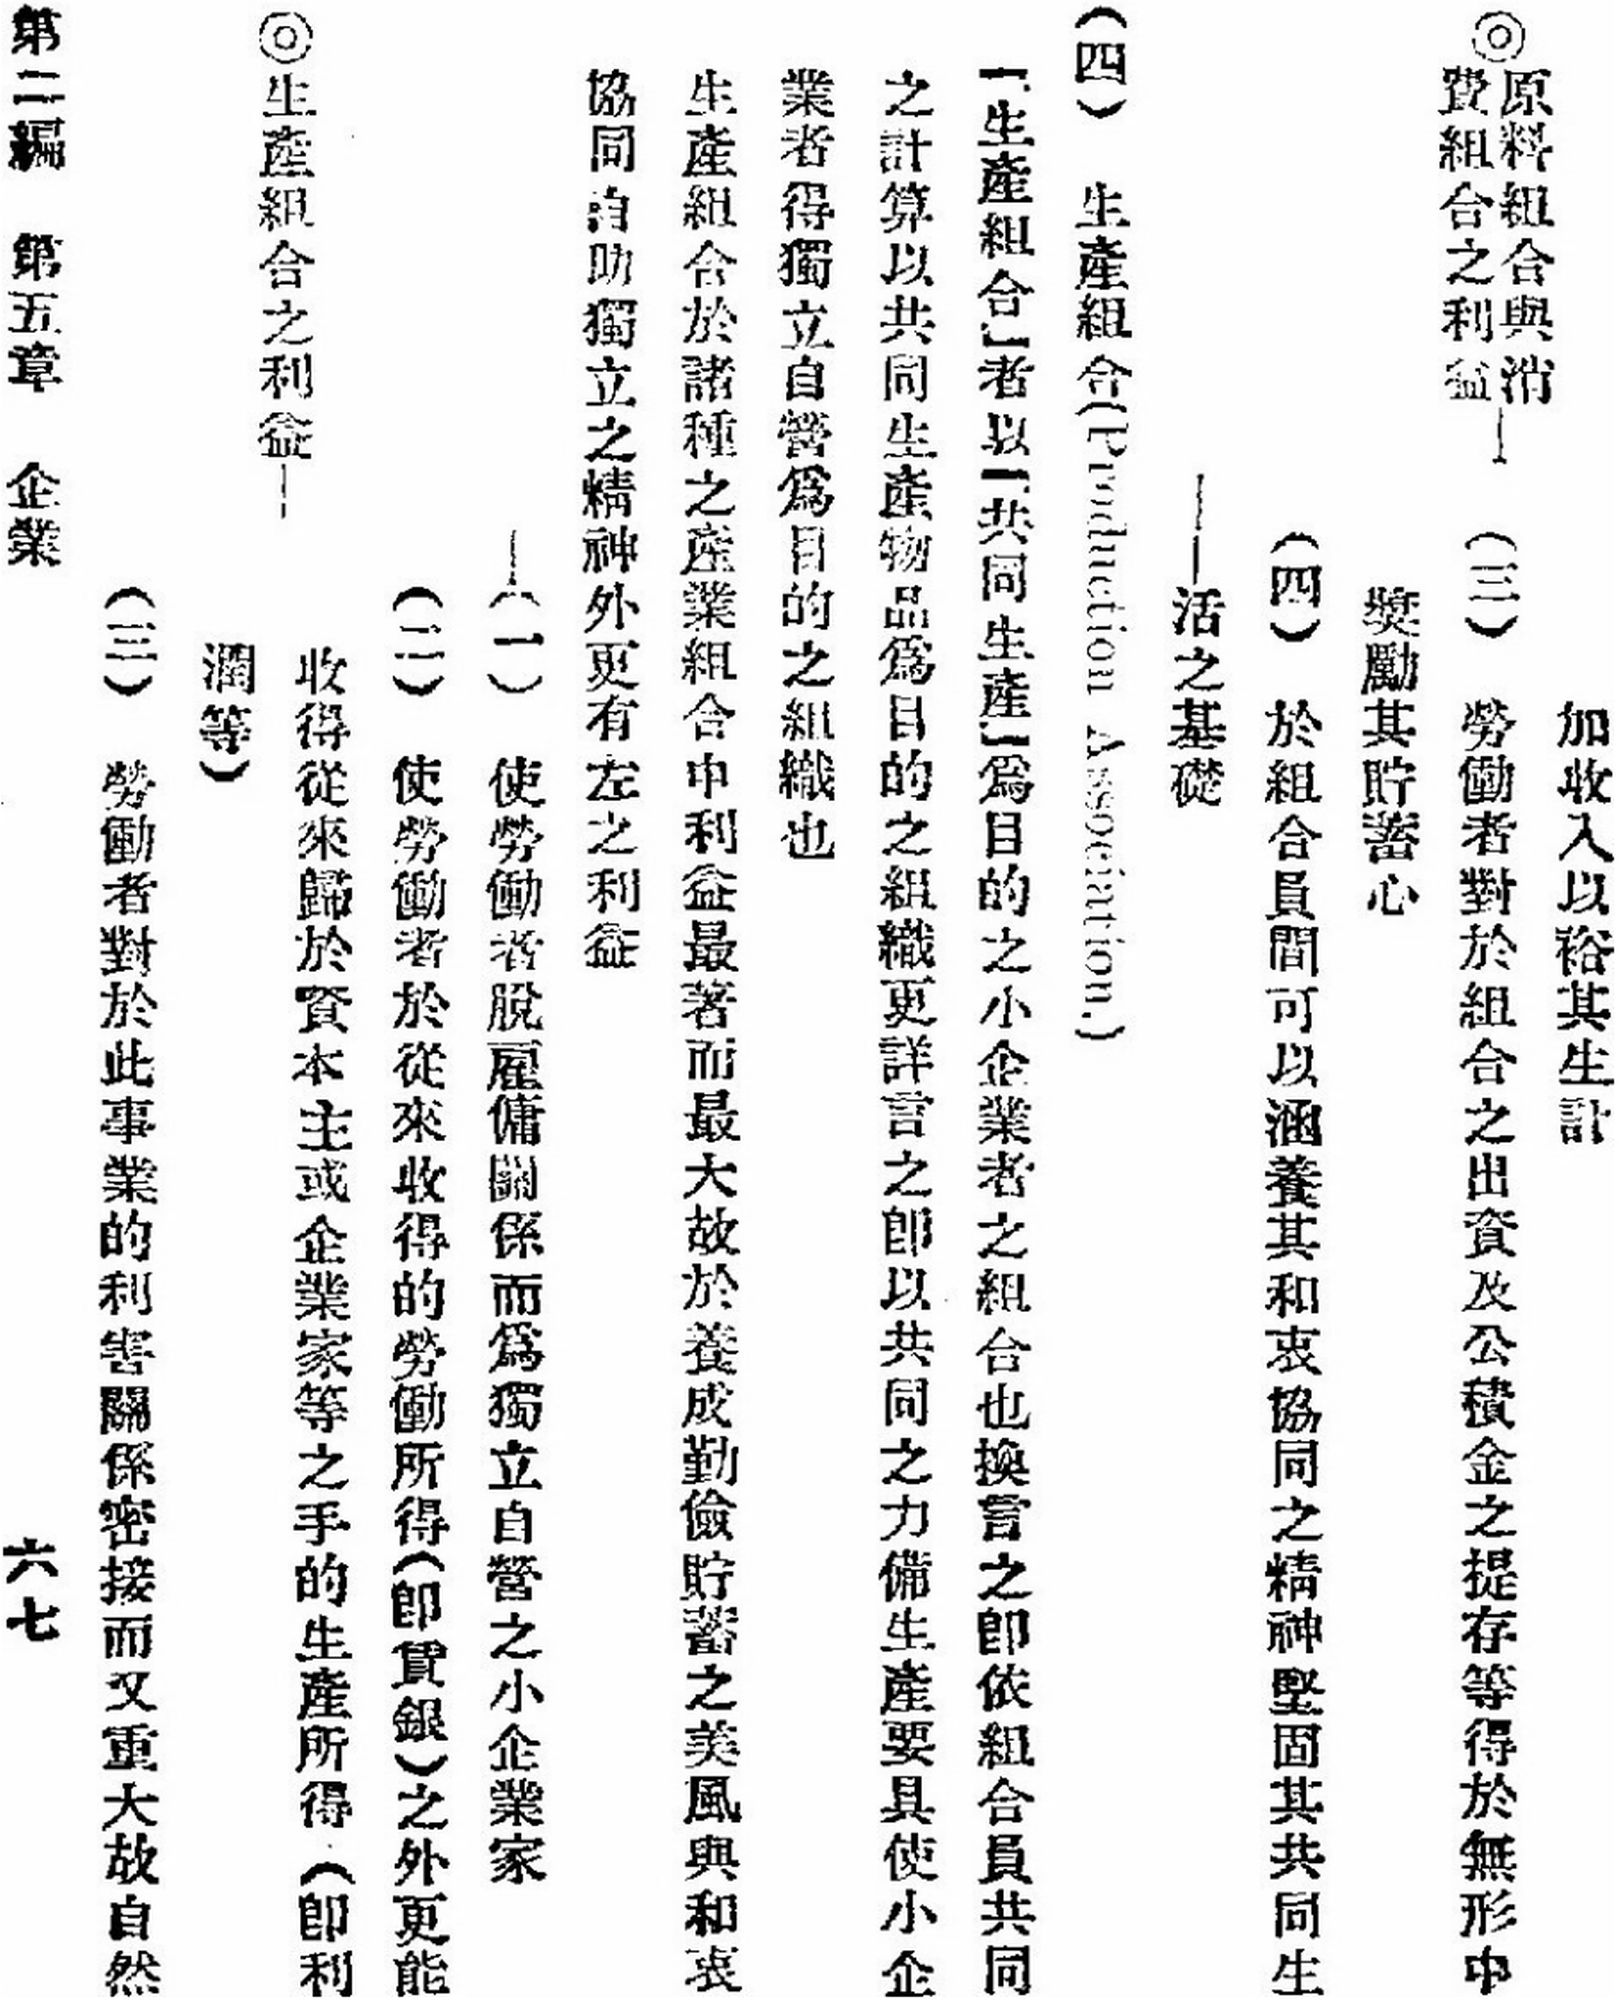 加收入以裕其生計
◎原料組合與消
費組合之利益
(三) 勞働者對於組合之出資及公積金之提存等得於無形中
奬勵其貯蓄心
(四) 於組合員間可以涵養其和衷協同之精神堅固其共同生
活之基礎
(四) 生產組合(Production Association.)
「生產組合」者以「共同生產」爲目的之小企業者之組合也換言之卽依組合員共同
之計算以共同生產物品爲目的之組織更詳言之卽以共同之力備生產要具使小企
業者得獨立自營爲目的之組織也
生產組合於諸種之產業組合中利益最著而最大故於養成勤儉貯蓄之美風與和衷
協同自助獨立之精神外更有左之利益
(一) 使勞働者脫雇傭關係而爲獨立自營之小企業家
(二) 使勞働者於從來收得的勞働所得(卽賃銀)之外更能
收得從來歸於資本主或企業家等之手的生產所得(卽利
潤等)
◎生產組合之利益
(三) 勞働者對於此事業的利害關係密接而又重大故自然
第二編 第五章 企業 六七